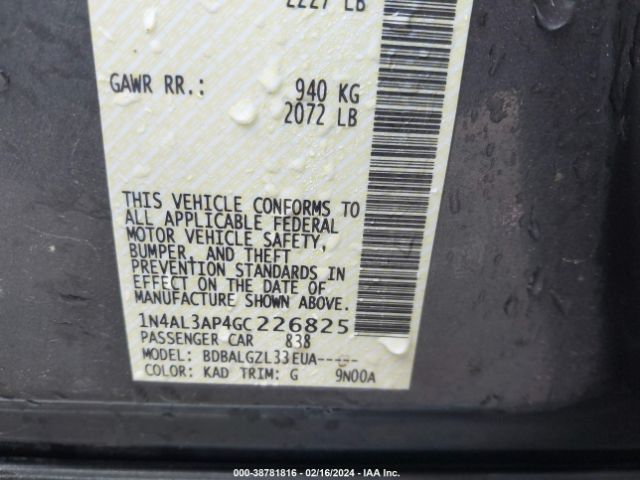 2227 LB
GAWR RR.: 940 KG
2072 LB
THIS VEHICLE CONFORMS TO
ALL APPLICABLE FEDERAL
MOTOR VEHICLE SAFETY,
BUMPER, AND THEFT
PREVENTION STANDARDS IN
EFFECT ON THE DATE OF
MANUFACTURE SHOWN ABOVE.
1N4AL3AP4GC226825
PASSENGER CAR 838
MODEL: BDBALGZL33EUA-----
COLOR: KAD TRIM: G 9N00A
000-38781816 - 02/16/2024 - IAA Inc.